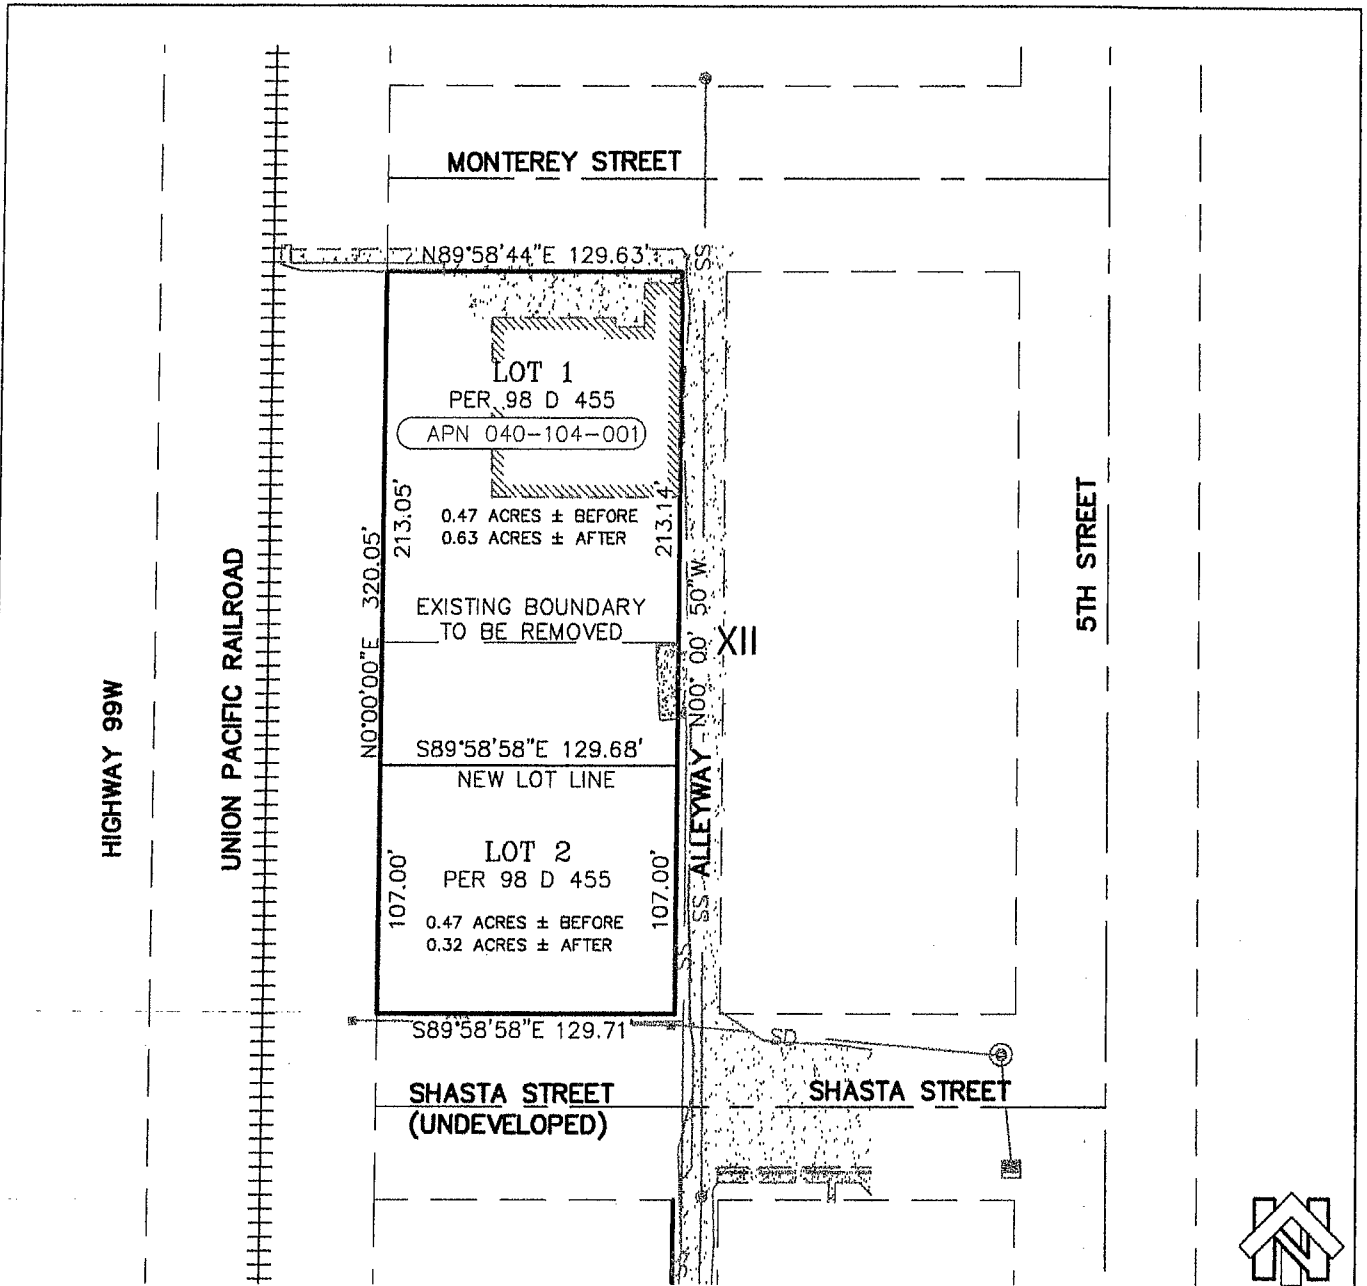 MONTEREY STREET
N89°58'44"E 129.63'
SS
LOT 1
PER 98 D 455
APN 040-104-001
213.05'
213.14'
0.47 ACRES ± BEFORE
0.63 ACRES ± AFTER
N0°00'00"E 320.05'
EXISTING BOUNDARY
TO BE REMOVED
XII
HIGHWAY 99W
UNION PACIFIC RAILROAD
ALLEYWAY N00° 00' 50"W
5TH STREET
S89°58'58"E 129.68'
NEW LOT LINE
LOT 2
PER 98 D 455
107.00'
107.00'
0.47 ACRES ± BEFORE
0.32 ACRES ± AFTER
SS
S89°58'58"E 129.71'
SD
SHASTA STREET
(UNDEVELOPED)
SHASTA STREET
N